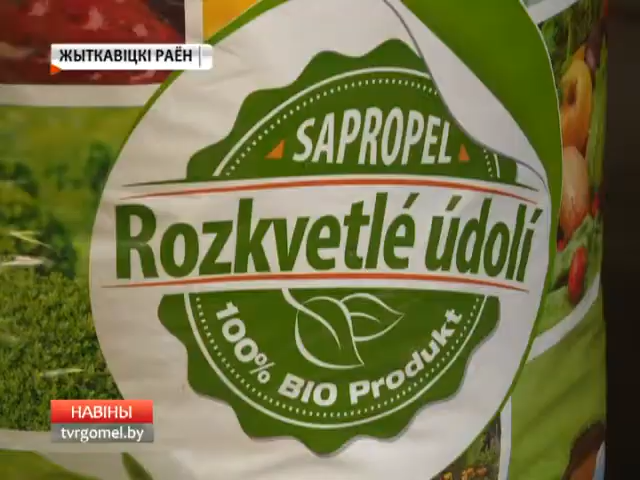 ЖЫТКАВІЦКІ РАЁН
SAPROPEL
Rozkvetlé údolí
100% BIO Produkt
НАВІНЫ
tvrgomel.by